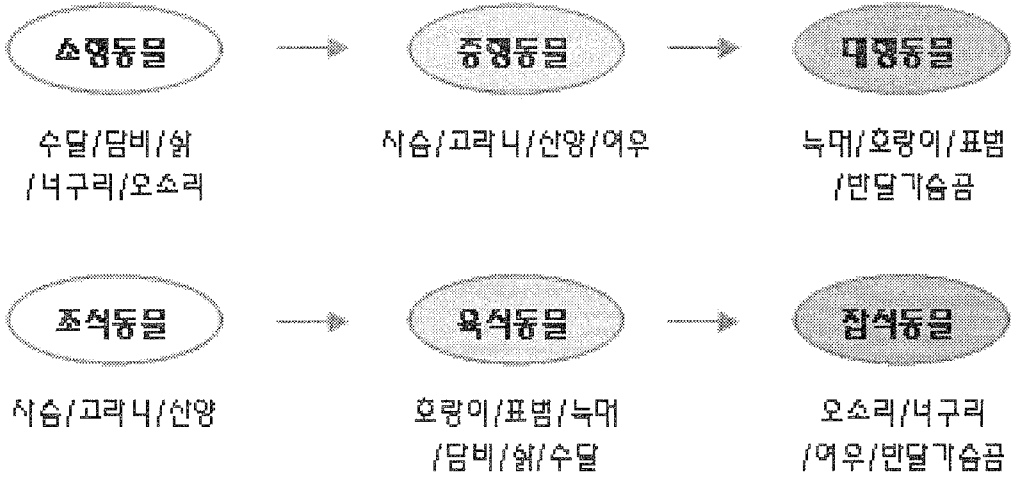 소형동물
중형동물
대형동물
수달/담비/삵
/너구리/오소리
사슴/고라니/산양/여우
늑대/호랑이/표범
/반달가슴곰
초식동물
육식동물
잡식동물
사슴/고라니/산양
호랑이/표범/늑대
/담비/삵/수달
오소리/너구리
/여우/반달가슴곰